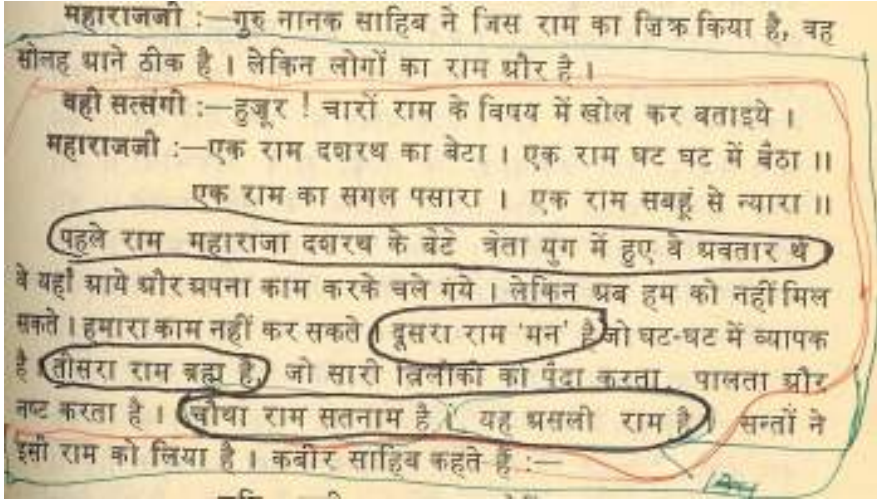 महाराजजी :—गुरु नानक साहिब ने जिस राम का ज़िक्र किया है, वह
सोलह आने ठीक है । लेकिन लोगों का राम और है ।
वही सत्संगी :—हुज़ूर ! चारों राम के विषय में खोल कर बताइये ।
महाराजजी :—एक राम दशरथ का बेटा । एक राम घट घट में बैठा ॥
एक राम का सगल पसारा । एक राम सबहूं से न्यारा ॥
पहले राम महाराजा दशरथ के बेटे त्रेता युग में हुए वे अवतार थे
वे यहाँ आये और अपना काम करके चले गये । लेकिन अब हम को नहीं मिल
सकते । हमारा काम नहीं कर सकते । दूसरा राम 'मन' है जो घट-घट में व्यापक
है । तीसरा राम ब्रह्म है, जो सारी त्रिलोकी को पैदा करता, पालता और
नष्ट करता है । चौथा राम सतनाम है । यह असली राम है । सन्तों ने
इसी राम को लिया है । कबीर साहिब कहते हैं :—